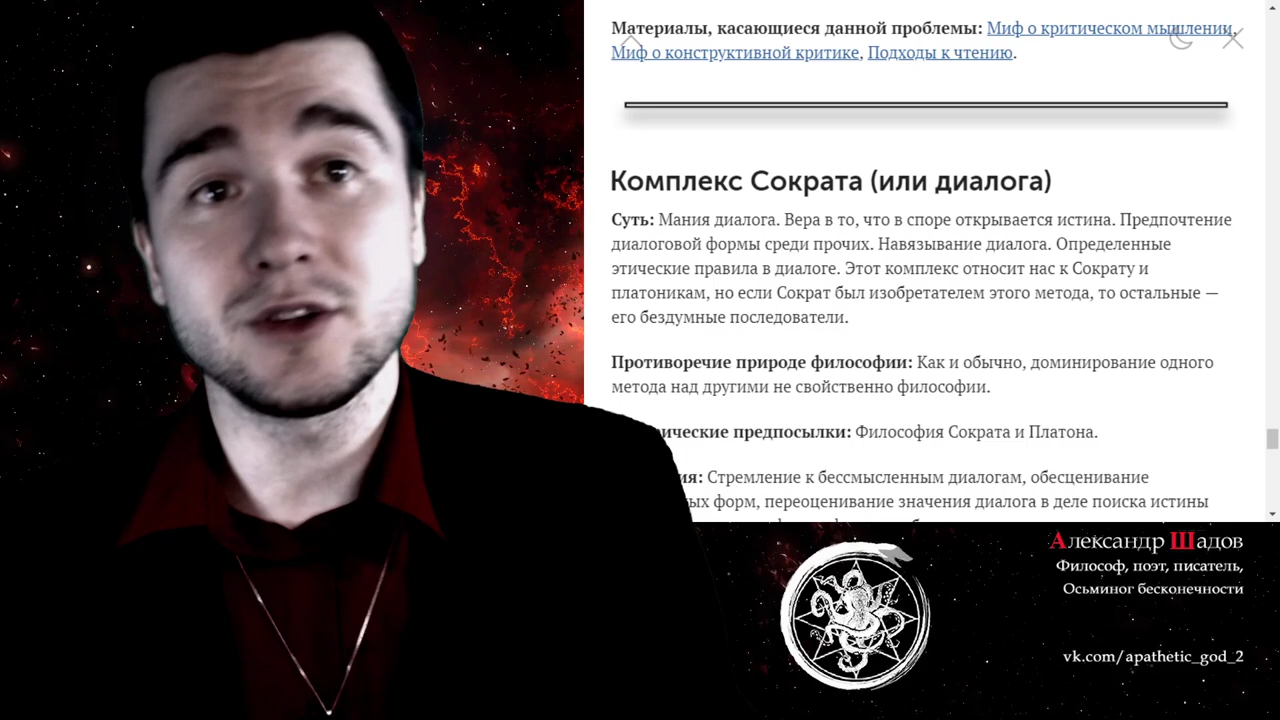 Материалы, касающиеся данной проблемы: Миф о критическом мышлении,
Миф о конструктивной критике, Подходы к чтению.
Комплекс Сократа (или диалога)
Суть: Мания диалога. Вера в то, что в споре открывается истина. Предпочтение
диалоговой формы среди прочих. Навязывание диалога. Определенные
этические правила в диалоге. Этот комплекс относит нас к Сократу и
платоникам, но если Сократ был изобретателем этого метода, то остальные —
его бездумные последователи.
Противоречие природе философии: Как и обычно, доминирование одного
метода над другими не свойственно философии.
предпосылки: Философия Сократа и Платона.
Стремление к бессмысленным диалогам, обесценивание
форм, переоценивание значения диалога в деле поиска истины
Александр Шадов
Философ, поэт, писатель,
Осьминог бесконечности
vk.com/apathetic_god_2